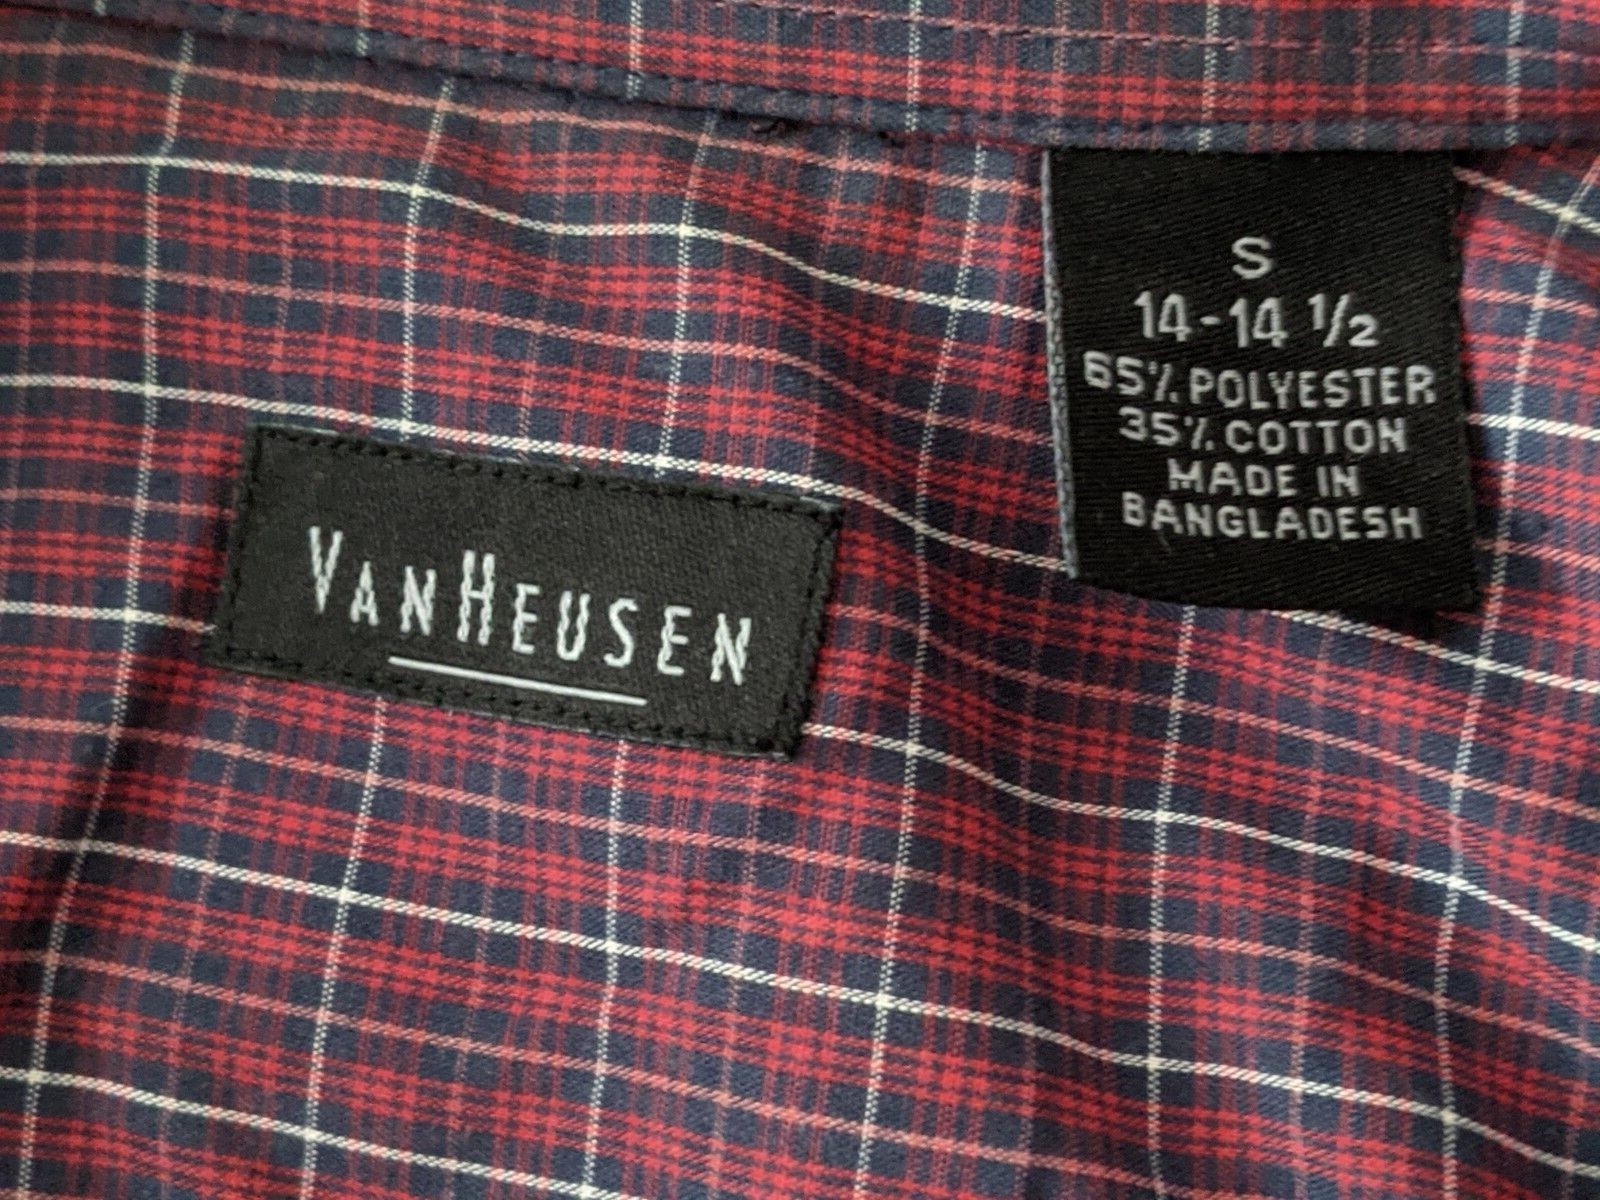 VANHEUSEN
S
14-14 1/2
65% POLYESTER
35% COTTON
MADE IN
BANGLADESH